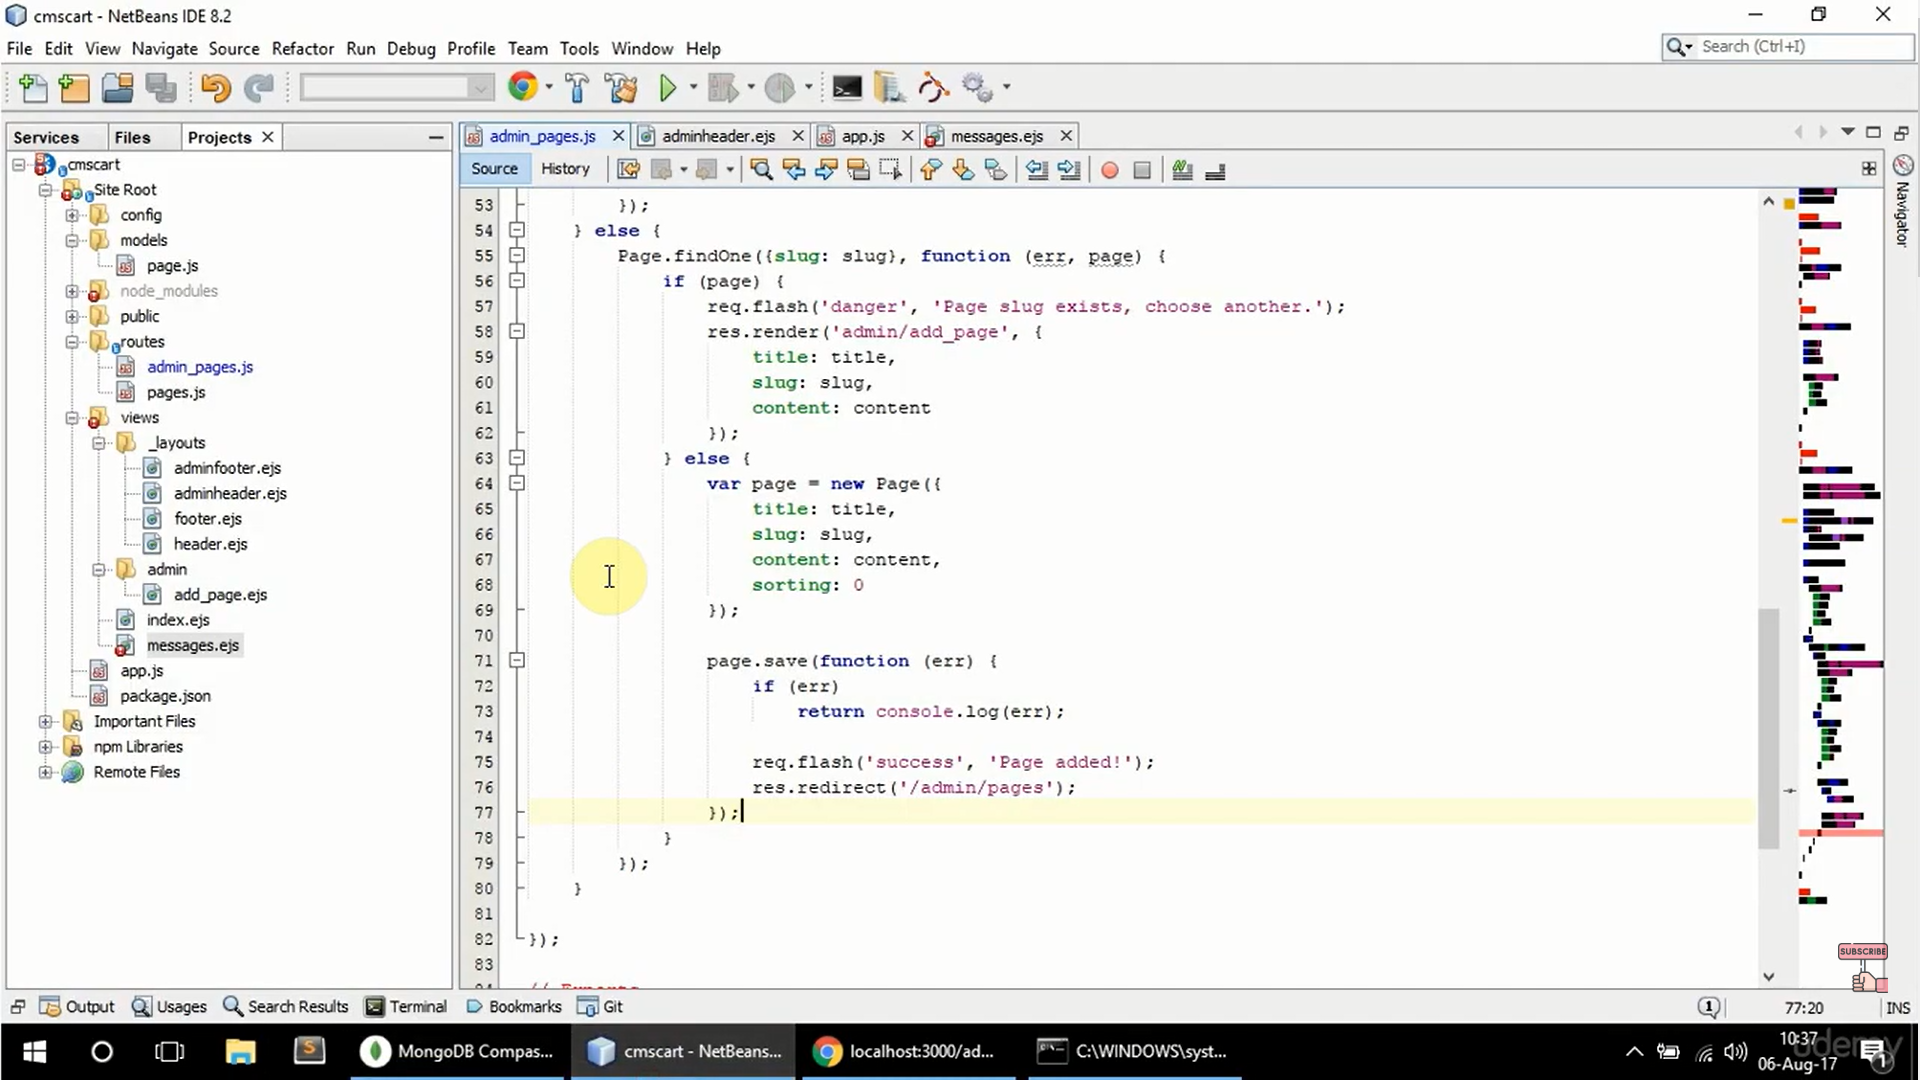 cmscart - NetBeans IDE 8.2
File Edit View Navigate Source Refactor Run Debug Profile Team Tools Window Help
Search (Ctrl+I)
Services Files Projects
admin_pages.js adminheader.ejs app.js messages.ejs
Source History
Navigator
cmscart
Site Root
config
models
page.js
node_modules
public
routes
admin_pages.js
pages.js
views
_layouts
adminfooter.ejs
adminheader.ejs
footer.ejs
header.ejs
admin
add_page.ejs
index.ejs
messages.ejs
app.js
package.json
Important Files
npm Libraries
Remote Files
53 });
54 } else {
55 Page.findOne({slug: slug}, function (err, page) {
56 if (page) {
57 req.flash('danger', 'Page slug exists, choose another.');
58 res.render('admin/add_page', {
59 title: title,
60 slug: slug,
61 content: content
62 });
63 } else {
64 var page = new Page({
65 title: title,
66 slug: slug,
67 content: content,
68 sorting: 0
69 });
70
71 page.save(function (err) {
72 if (err)
73 return console.log(err);
74
75 req.flash('success', 'Page added!');
76 res.redirect('/admin/pages');
77 });
78 }
79 });
80 }
81
82 });
83
SUBSCRIBE
Output Usages Search Results Terminal Bookmarks Git
1 77:20 INS
MongoDB Compas... cmscart - NetBeans... localhost:3000/ad... C:\WINDOWS\syst...
10:37
06-Aug-17
udemy